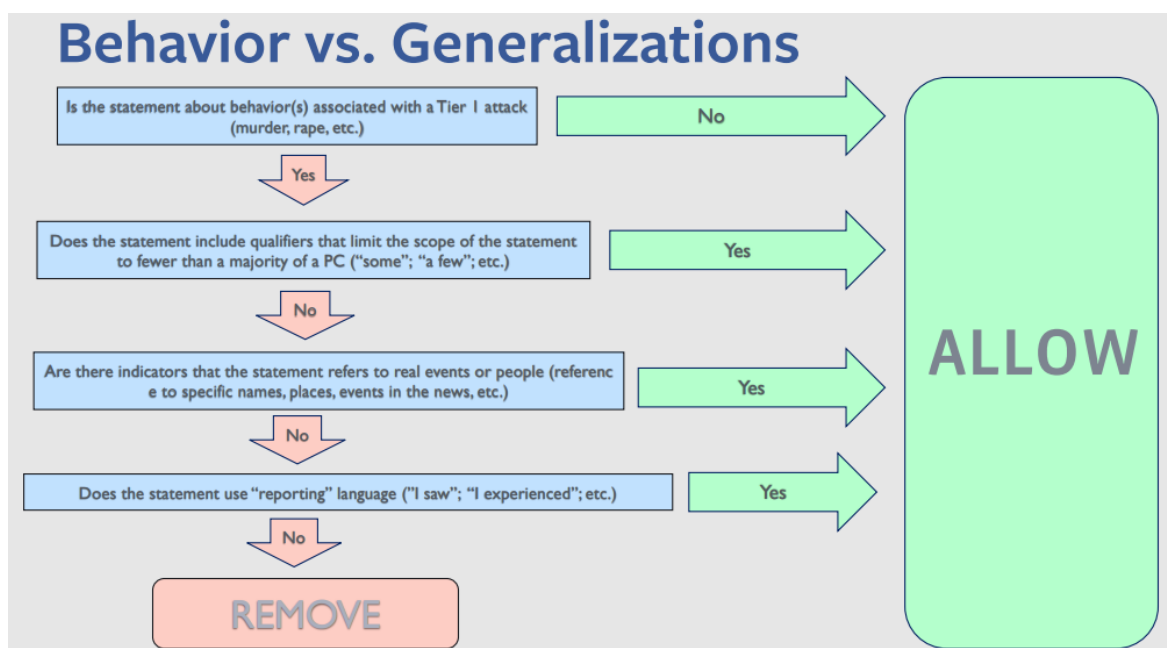 Behavior vs. Generalizations
Is the statement about behavior(s) associated with a Tier 1 attack
(murder, rape, etc.)
No
Yes
Does the statement include qualifiers that limit the scope of the statement
to fewer than a majority of a PC (“some”; “a few”; etc.)
Yes
No
Are there indicators that the statement refers to real events or people (referenc
e to specific names, places, events in the news, etc.)
Yes
No
Does the statement use “reporting” language ("I saw"; “I experienced”; etc.)
Yes
No
REMOVE
ALLOW